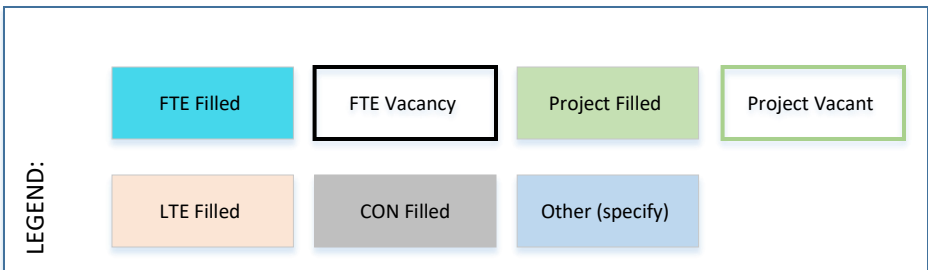 LEGEND:
FTE Filled
FTE Vacancy
Project Filled
Project Vacant
LTE Filled
CON Filled
Other (specify)